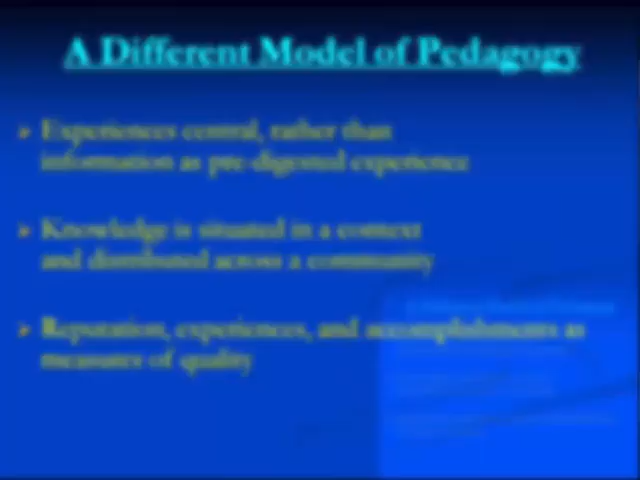 A Different Model of Pedagogy
Experiences central, rather than
information as pre-digested experience
Knowledge is situated in a context
and distributed across a community
Reputation, experiences, and accomplishments as
measures of quality